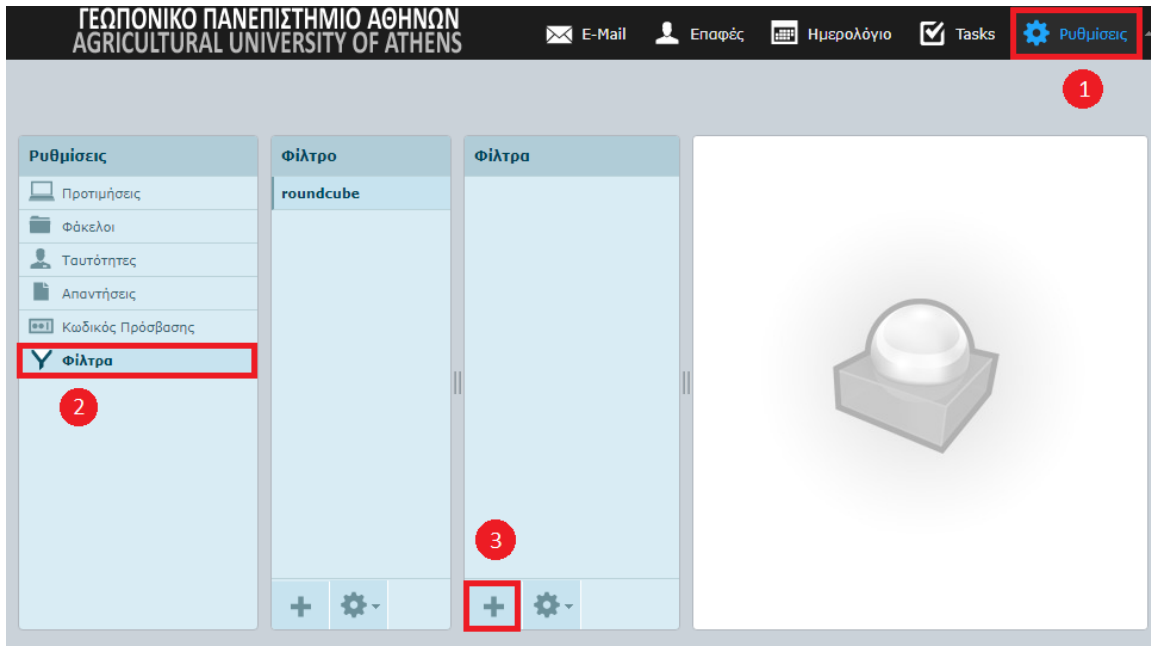 ΓΕΩΠΟΝΙΚΟ ΠΑΝΕΠΙΣΤΗΜΙΟ ΑΘΗΝΩΝ
AGRICULTURAL UNIVERSITY OF ATHENS
E-Mail
Επαφές
Ημερολόγιο
Tasks
Ρυθμίσεις
1
Ρυθμίσεις
Προτιμήσεις
Φάκελοι
Ταυτότητες
Απαντήσεις
Κωδικός Πρόσβασης
Φίλτρα
2
Φίλτρο
roundcube
Φίλτρα
3